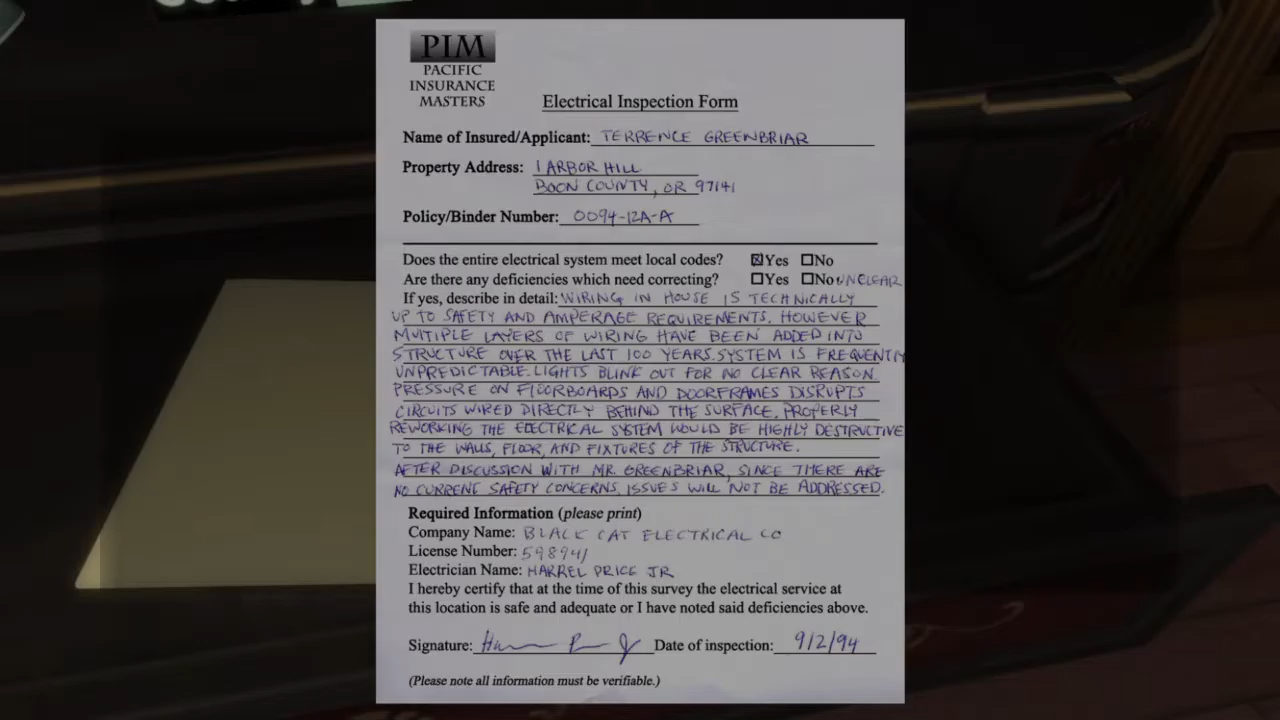 PIM
PACIFIC
INSURANCE
MASTERS
Electrical Inspection Form
Name of Insured/Applicant: TERRENCE GREENBRIAR
Property Address: 1 ARBOR HILL
BOON COUNTY, OR 97141
Policy/Binder Number: 0094-12A-A
Does the entire electrical system meet local codes? ☒Yes ☐No
Are there any deficiencies which need correcting? ☐Yes ☐No UNCLEAR
If yes, describe in detail: WIRING IN HOUSE IS TECHNICALLY
UP TO SAFETY AND AMPERAGE REQUIREMENTS. HOWEVER
MULTIPLE LAYERS OF WIRING HAVE BEEN ADDED INTO
STRUCTURE OVER THE LAST 100 YEARS. SYSTEM IS FREQUENTLY
UNPREDICTABLE. LIGHTS BLINK OUT FOR NO CLEAR REASON.
PRESSURE ON FLOORBOARDS AND DOORFRAMES DISRUPTS
CIRCUITS WIRED DIRECTLY BEHIND THE SURFACE. PROPERLY
REWORKING THE ELECTRICAL SYSTEM WOULD BE HIGHLY DESTRUCTIVE
TO THE WALLS, FLOOR, AND FIXTURES OF THE STRUCTURE.
AFTER DISCUSSION WITH MR. GREENBRIAR, SINCE THERE ARE
NO CURRENT SAFETY CONCERNS, ISSUES WILL NOT BE ADDRESSED.
Required Information (please print)
Company Name: BLACK CAT ELECTRICAL CO
License Number: 598941
Electrician Name: HARREL PRICE JR
I hereby certify that at the time of this survey the electrical service at
this location is safe and adequate or I have noted said deficiencies above.
Signature: Date of inspection: 9/2/94
(Please note all information must be verifiable.)